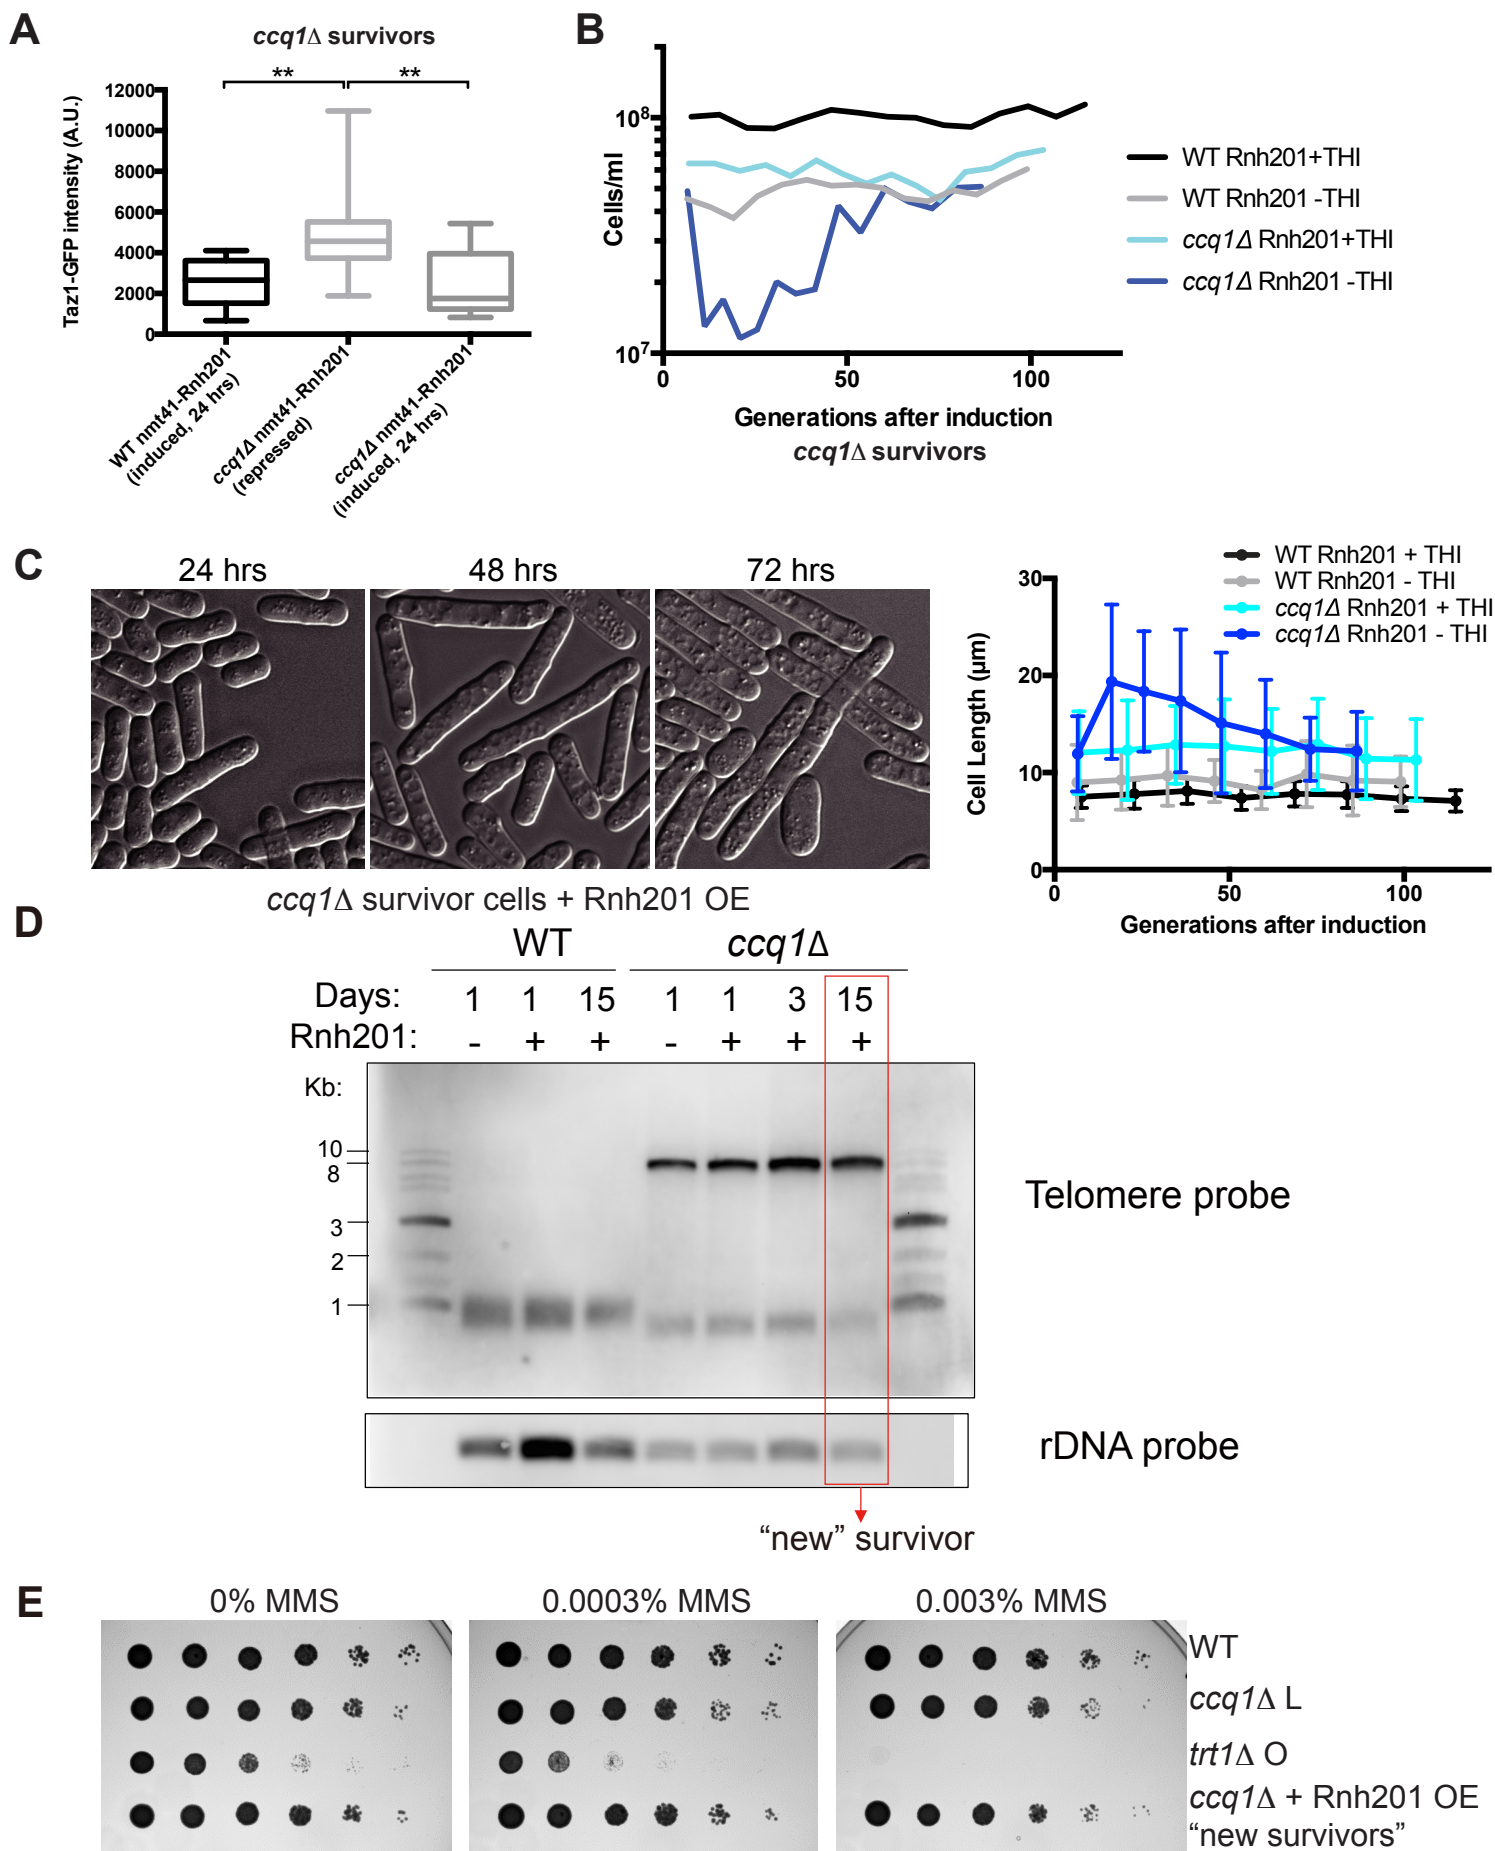 A
ccq1Δ survivors
** **
Taz1-GFP intensity (A.U.)
12000
10000
8000
6000
4000
2000
0
WT nmt41-Rnh201
(induced, 24 hrs)
ccq1Δ nmt41-Rnh201
(repressed)
ccq1Δ nmt41-Rnh201
(induced, 24 hrs)
B
Cells/ml
10⁸
10⁷
0 50 100
Generations after induction
ccq1Δ survivors
WT Rnh201+THI
WT Rnh201 -THI
ccq1Δ Rnh201+THI
ccq1Δ Rnh201 -THI
C
24 hrs 48 hrs 72 hrs
ccq1Δ survivor cells + Rnh201 OE
WT Rnh201 + THI
WT Rnh201 - THI
ccq1Δ Rnh201 + THI
ccq1Δ Rnh201 - THI
Cell Length (µm)
30
20
10
0
0 50 100
Generations after induction
D
WT ccq1Δ
Days: 1 1 15 1 1 3 15
Rnh201: - + + - + + +
Kb:
10
8
3
2
1
Telomere probe
rDNA probe
“new” survivor
E
0% MMS 0.0003% MMS 0.003% MMS
WT
ccq1Δ L
trt1Δ O
ccq1Δ + Rnh201 OE
“new survivors”